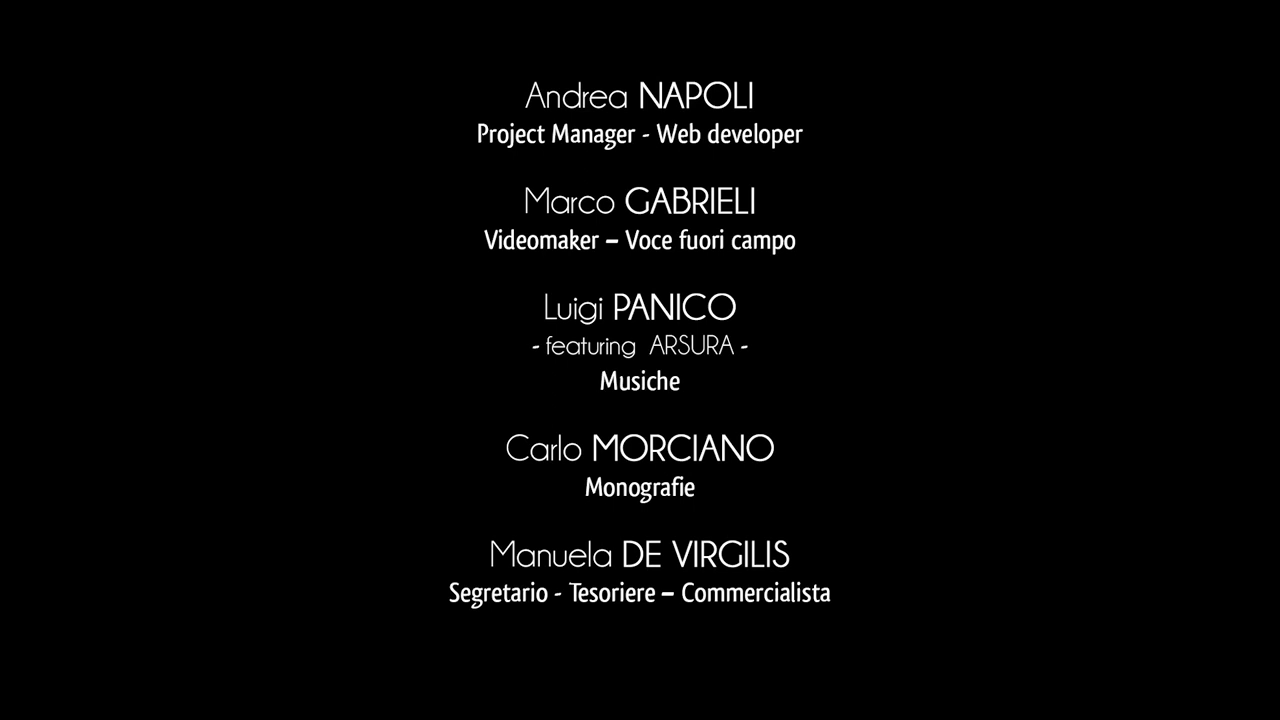 Andrea NAPOLI
Project Manager - Web developer
Marco GABRIELI
Videomaker – Voce fuori campo
Luigi PANICO
- featuring ARSURA -
Musiche
Carlo MORCIANO
Monografie
Manuela DE VIRGILIS
Segretario - Tesoriere – Commercialista